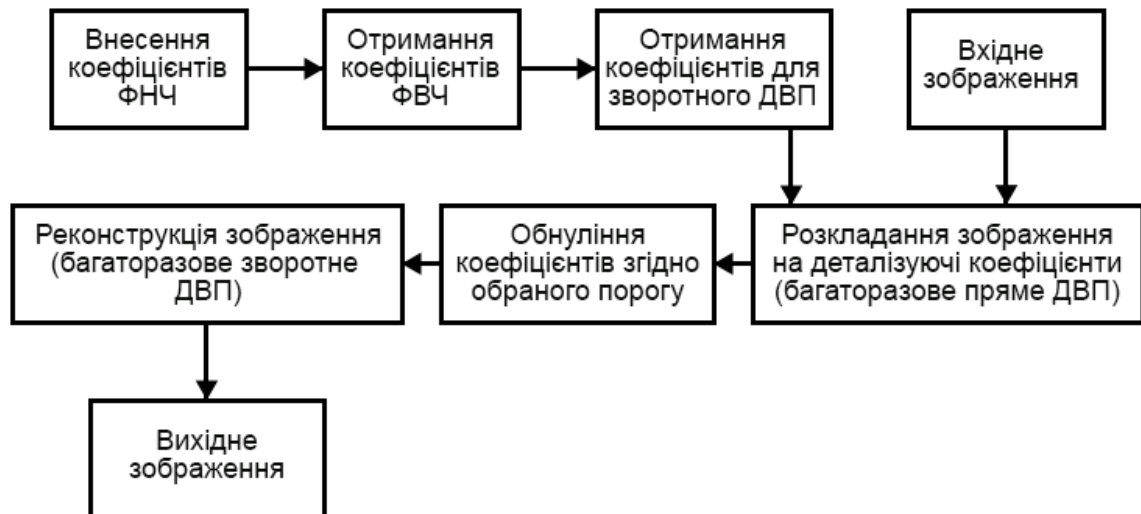 Внесення
коефіцієнтів
ФНЧ
Отримання
коефіцієнтів
ФВЧ
Отримання
коефіцієнтів для
зворотного ДВП
Вхідне
зображення
Розкладання зображення
на деталізуючі коефіцієнти
(багаторазове пряме ДВП)
Обнуління
коефіцієнтів згідно
обраного порогу
Реконструкція зображення
(багаторазове зворотне
ДВП)
Вихідне
зображення